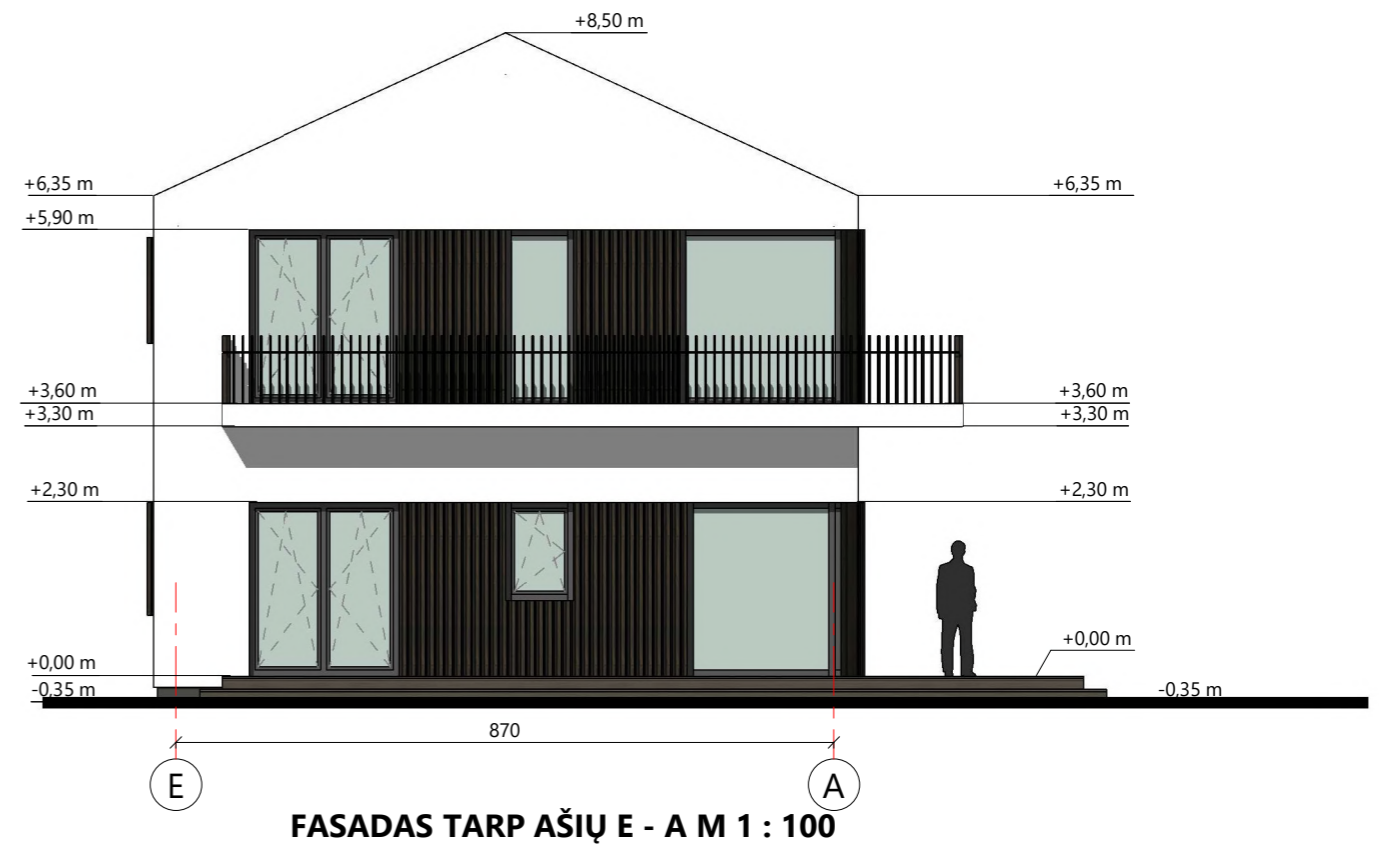 +8,50 m
+6,35 m
+6,35 m
+5,90 m
+3,60 m
+3,60 m
+3,30 m
+3,30 m
+2,30 m
+2,30 m
+0,00 m
+0,00 m
-0,35 m
-0,35 m
870
E
A
FASADAS TARP AŠIŲ E - A M 1 : 100